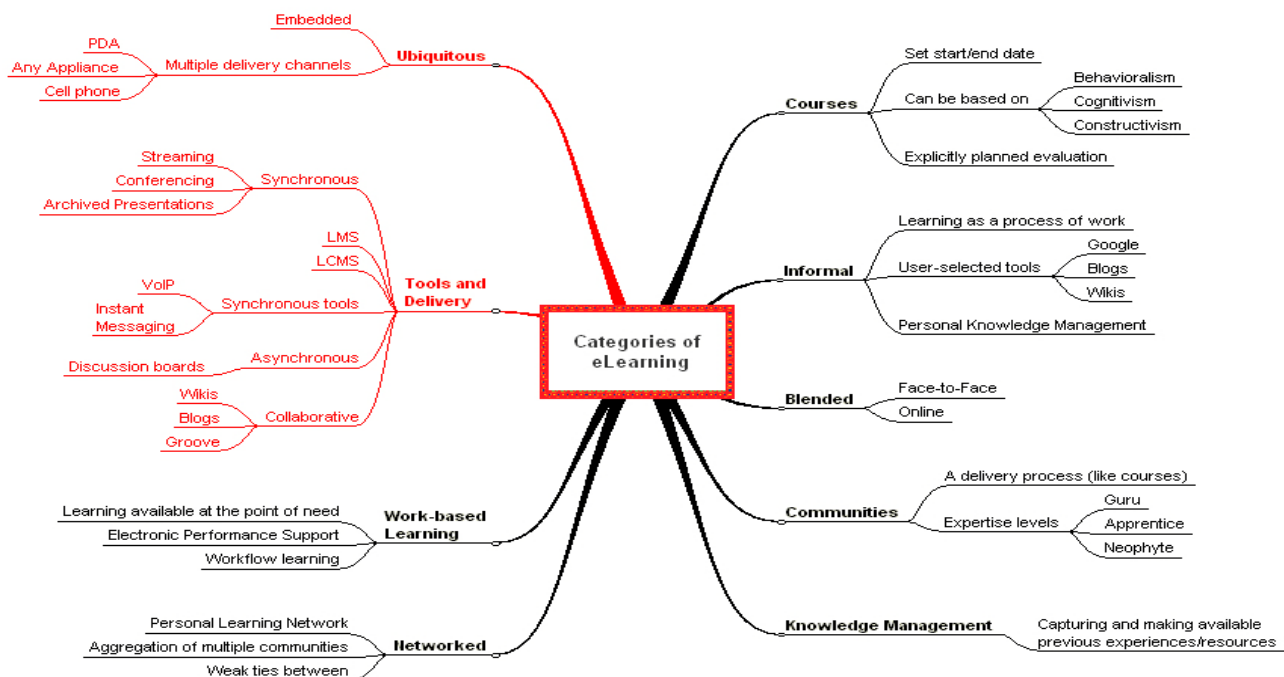 Categories of
eLearning
Ubiquitous
Embedded
Multiple delivery channels
PDA
Any Appliance
Cell phone
Tools and
Delivery
Synchronous
Streaming
Conferencing
Archived Presentations
LMS
LCMS
Synchronous tools
VoIP
Instant
Messaging
Asynchronous
Discussion boards
Collaborative
Wikis
Blogs
Groove
Work-based
Learning
Learning available at the point of need
Electronic Performance Support
Workflow learning
Networked
Personal Learning Network
Aggregation of multiple communities
Weak ties between
Courses
Set start/end date
Can be based on
Behavioralism
Cognitivism
Constructivism
Explicitly planned evaluation
Informal
Learning as a process of work
User-selected tools
Google
Blogs
Wikis
Personal Knowledge Management
Blended
Face-to-Face
Online
Communities
A delivery process (like courses)
Expertise levels
Guru
Apprentice
Neophyte
Knowledge Management
Capturing and making available
previous experiences/resources